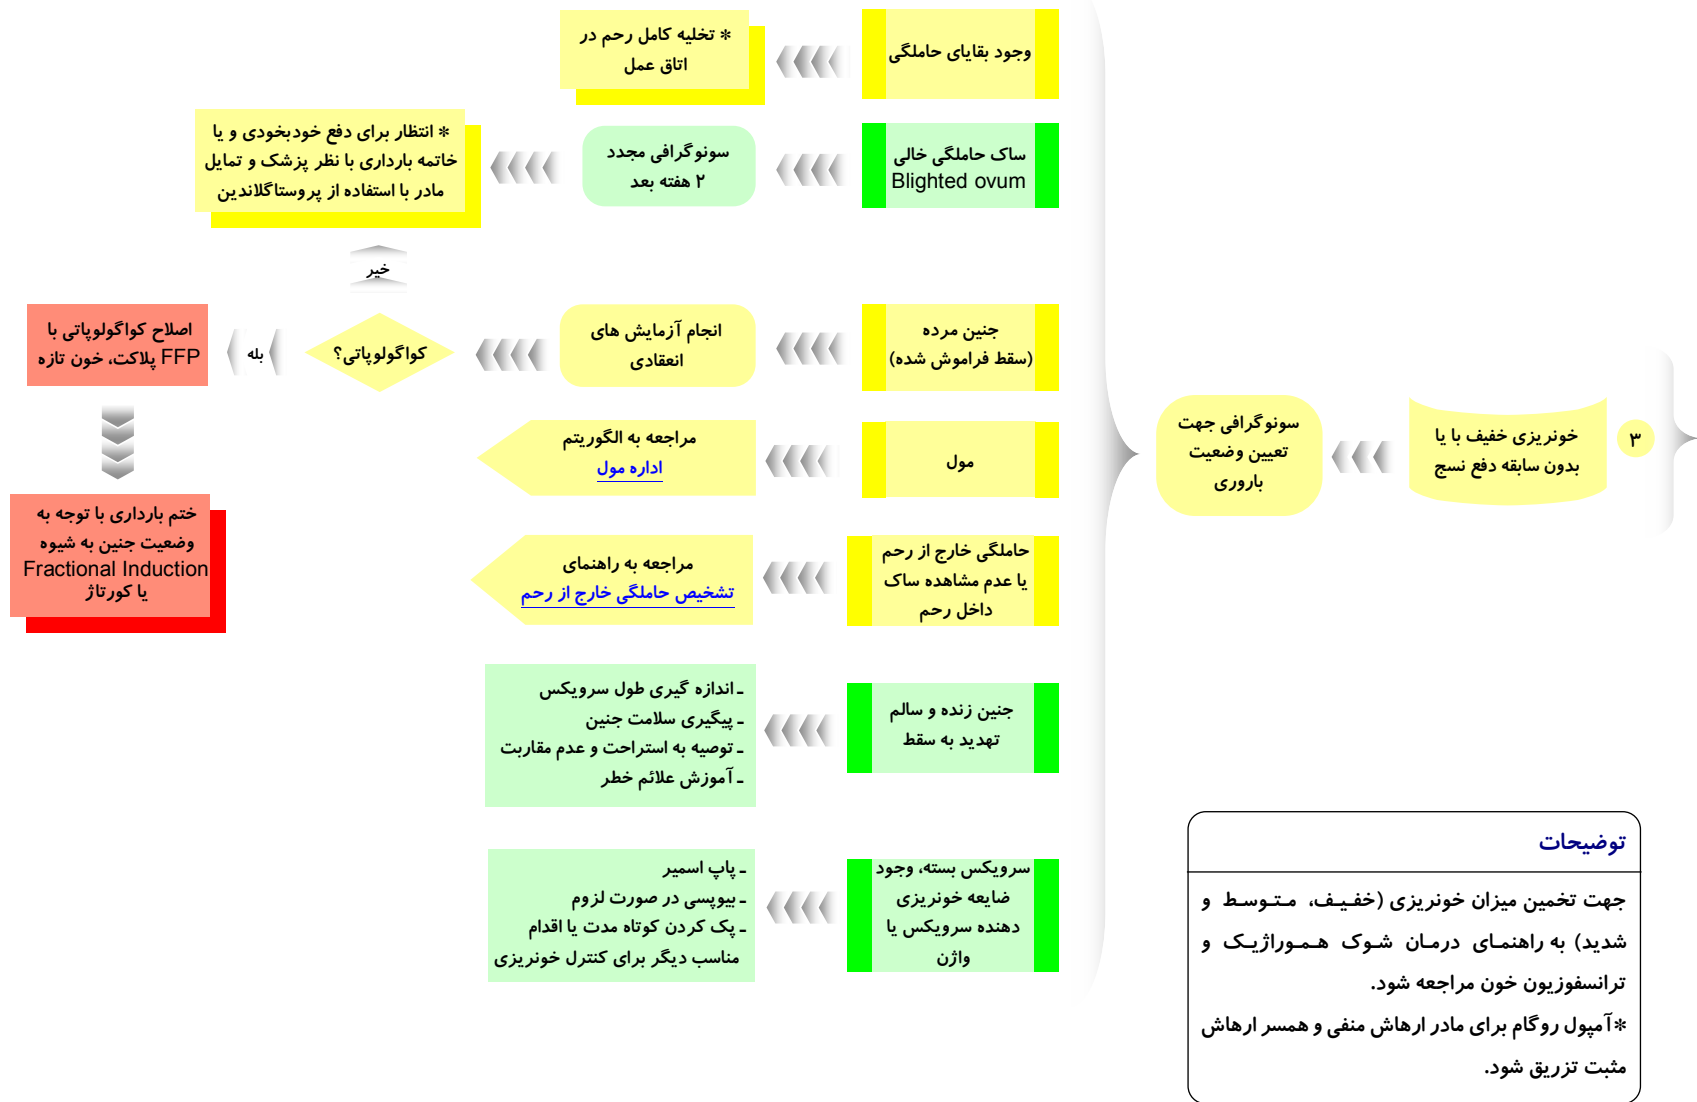 ۳
خونریزی خفیف با یا
بدون سابقه دفع نسج
سونوگرافی جهت
تعیین وضعیت
باروری
وجود بقایای حاملگی
* تخلیه کامل رحم در
اتاق عمل
ساک حاملگی خالی
Blighted ovum
سونوگرافی مجدد
۲ هفته بعد
* انتظار برای دفع خودبخودی و یا
خاتمه بارداری با نظر پزشک و تمایل
مادر با استفاده از پروستاگلاندین
جنین مرده
(سقط فراموش شده)
انجام آزمایش های
انعقادی
کواگولوپاتی؟
خیر
بله
اصلاح کواگولوپاتی با
FFP پلاکت، خون تازه
ختم بارداری با توجه به
وضعیت جنین به شیوه
Fractional Induction
یا کورتاژ
مول
مراجعه به الگوریتم
اداره مول
حاملگی خارج از رحم
یا عدم مشاهده ساک
داخل رحم
مراجعه به راهنمای
تشخیص حاملگی خارج از رحم
جنین زنده و سالم
تهدید به سقط
ـ اندازه گیری طول سرویکس
ـ پیگیری سلامت جنین
ـ توصیه به استراحت و عدم مقاربت
ـ آموزش علائم خطر
سرویکس بسته، وجود
ضایعه خونریزی
دهنده سرویکس یا
واژن
ـ پاپ اسمیر
ـ بیوپسی در صورت لزوم
ـ پک کردن کوتاه مدت یا اقدام
مناسب دیگر برای کنترل خونریزی
توضیحات
جهت تخمین میزان خونریزی (خفیـف، متـوسـط و
شدید) به راهنمـای درمـان شـوک همـوراژیـک و
ترانسفوزیون خون مراجعه شود.
*آمپول روگام برای مادر ارهاش منفی و همسر ارهاش
مثبت تزریق شود.